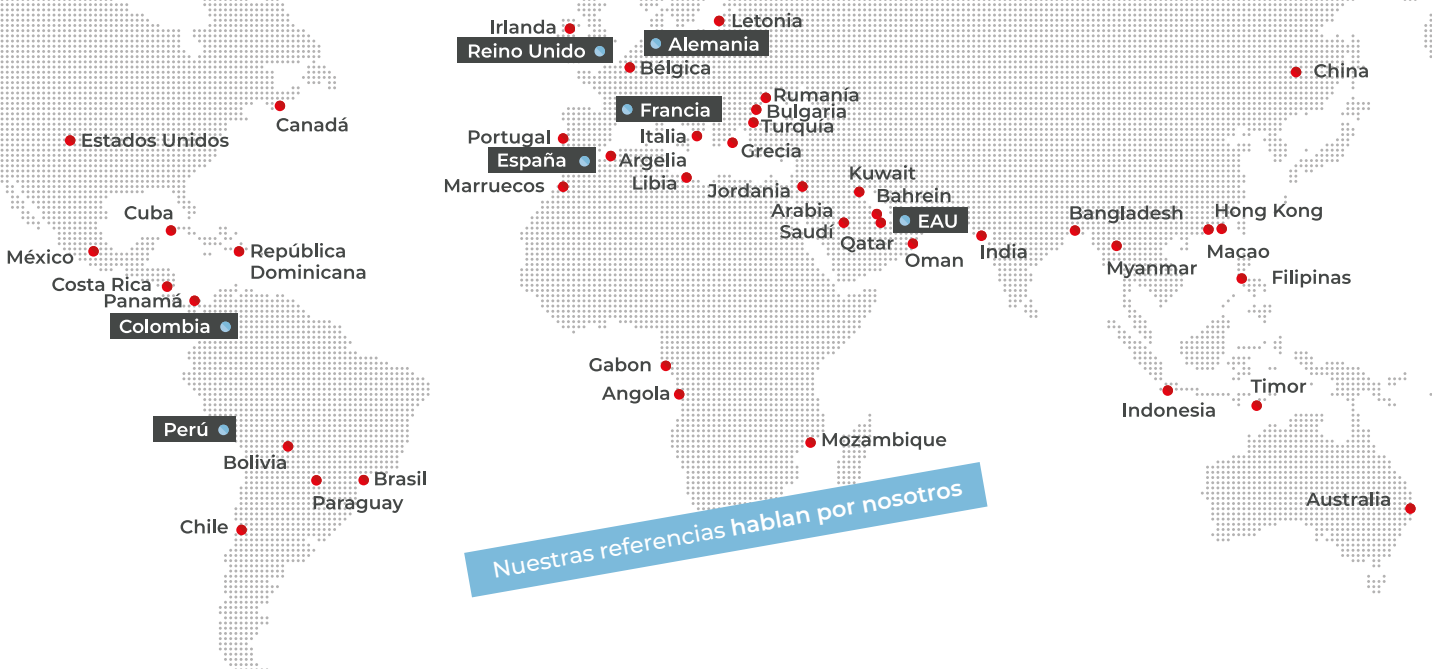 Irlanda
Letonia
Reino Unido
Alemania
Bélgica
China
Rumanía
Bulgaria
Turquía
Francia
Canadá
Estados Unidos
Portugal
Italia
Grecia
España
Argelia
Marruecos
Libia
Jordania
Kuwait
Bahrein
Arabia
Saudí
EAU
Qatar
Oman
India
Bangladesh
Hong Kong
Macao
Myanmar
Filipinas
Cuba
México
República
Dominicana
Costa Rica
Panamá
Colombia
Gabon
Angola
Indonesia
Timor
Perú
Bolivia
Brasil
Paraguay
Chile
Mozambique
Australia
Nuestras referencias hablan por nosotros